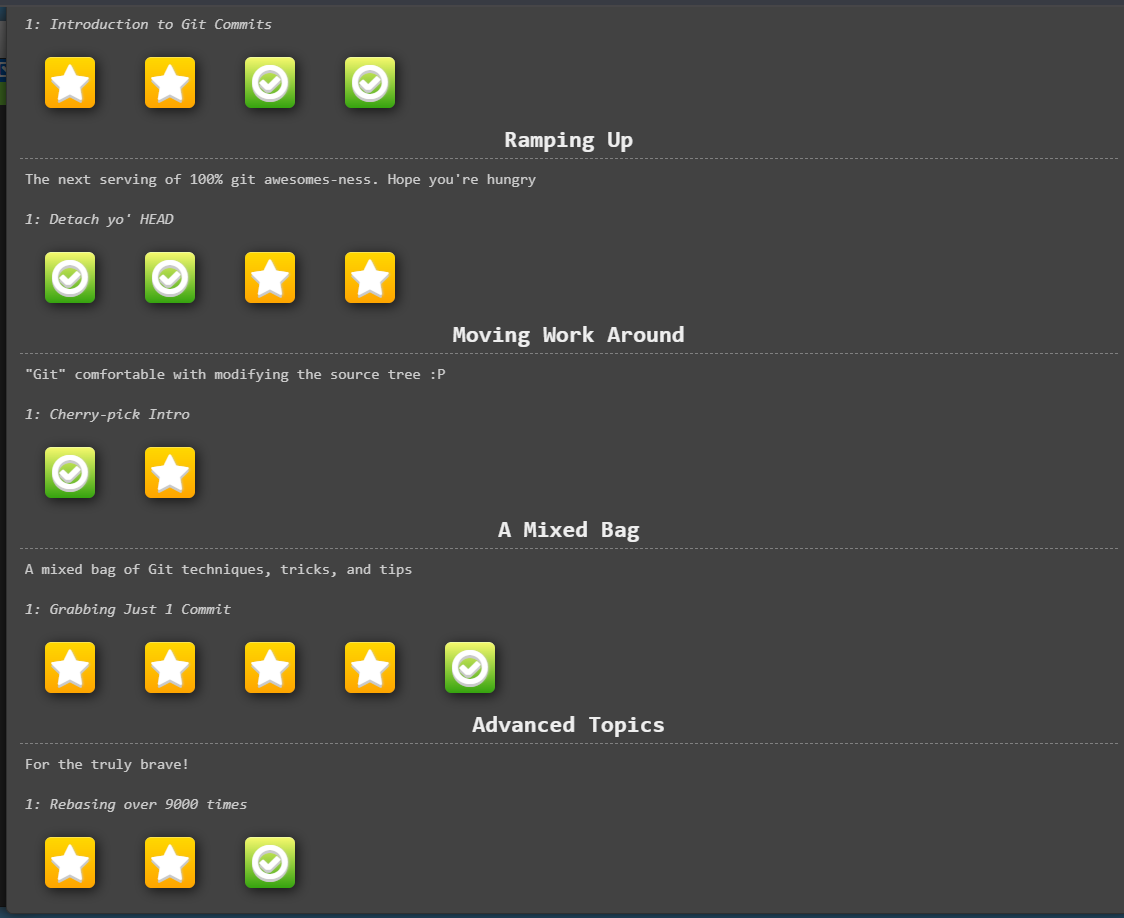 1: Introduction to Git Commits
Ramping Up
The next serving of 100% git awesomes-ness. Hope you're hungry
1: Detach yo' HEAD
Moving Work Around
"Git" comfortable with modifying the source tree :P
1: Cherry-pick Intro
A Mixed Bag
A mixed bag of Git techniques, tricks, and tips
1: Grabbing Just 1 Commit
Advanced Topics
For the truly brave!
1: Rebasing over 9000 times